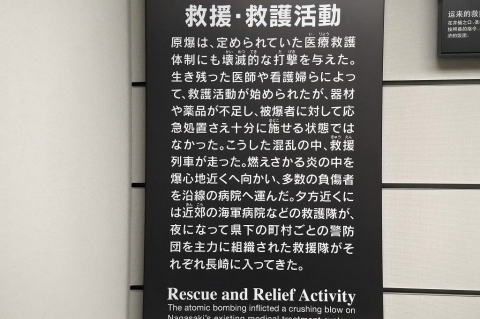 救援・救護活動
原爆は、定められていた医療救護
体制にも壊滅的な打撃を与えた。
生き残った医師や看護婦らによっ
て、救護活動が始められたが、器材
や薬品が不足し、被爆者に対して応
急処置さえ十分に施せる状態では
なかった。こうした混乱の中、救援
列車が走った。燃えさかる炎の中を
爆心地近くへ向かい、多数の負傷者
を沿線の病院へ運んだ。夕方近くに
は近郊の海軍病院などの救護隊が、
夜になって県下の町村ごとの警防
団を主力に組織された救援隊がそ
れぞれ長崎に入ってきた。
Rescue and Relief Activity
The atomic bombing inflicted a crushing blow on